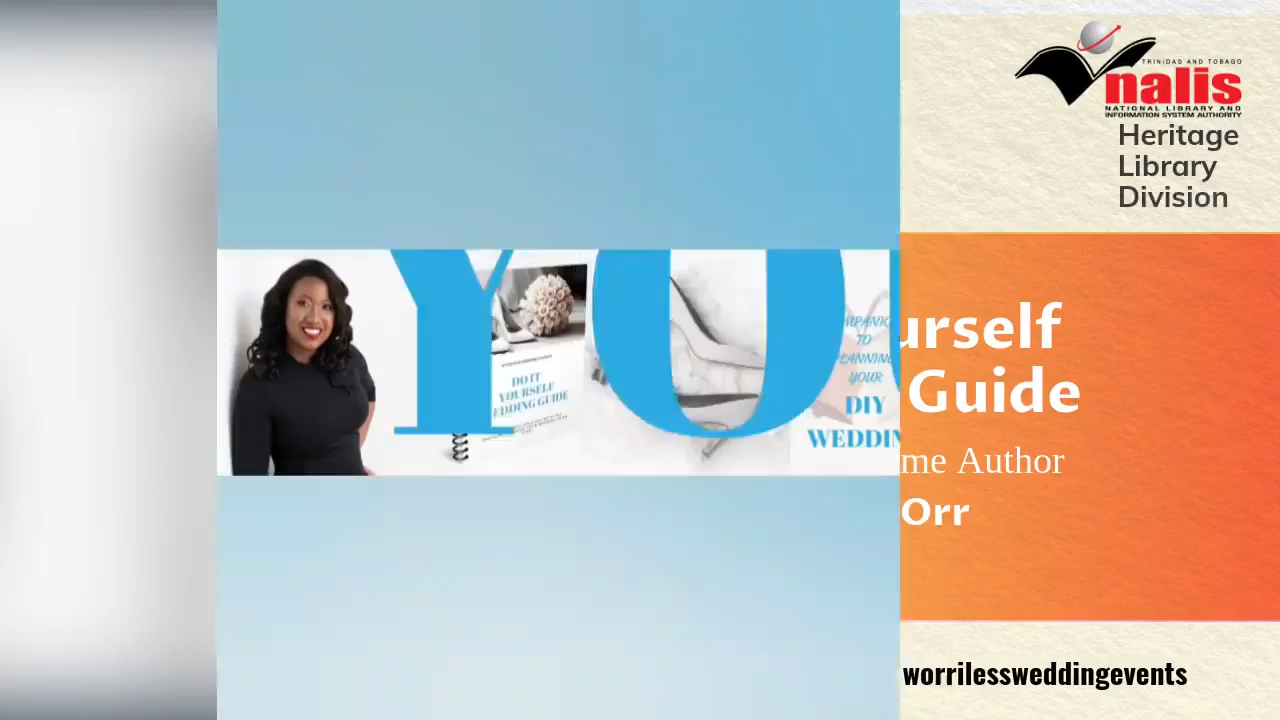 TRINIDAD AND TOBAGO
nalis
NATIONAL LIBRARY AND
INFORMATION SYSTEM AUTHORITY
Heritage
Library
Division
YO
DO IT
YOURSELF
WEDDING GUIDE
TO
YOUR
DIY
WEDDIN
urself
Guide
me Author
Orr
worrilessweddingevents